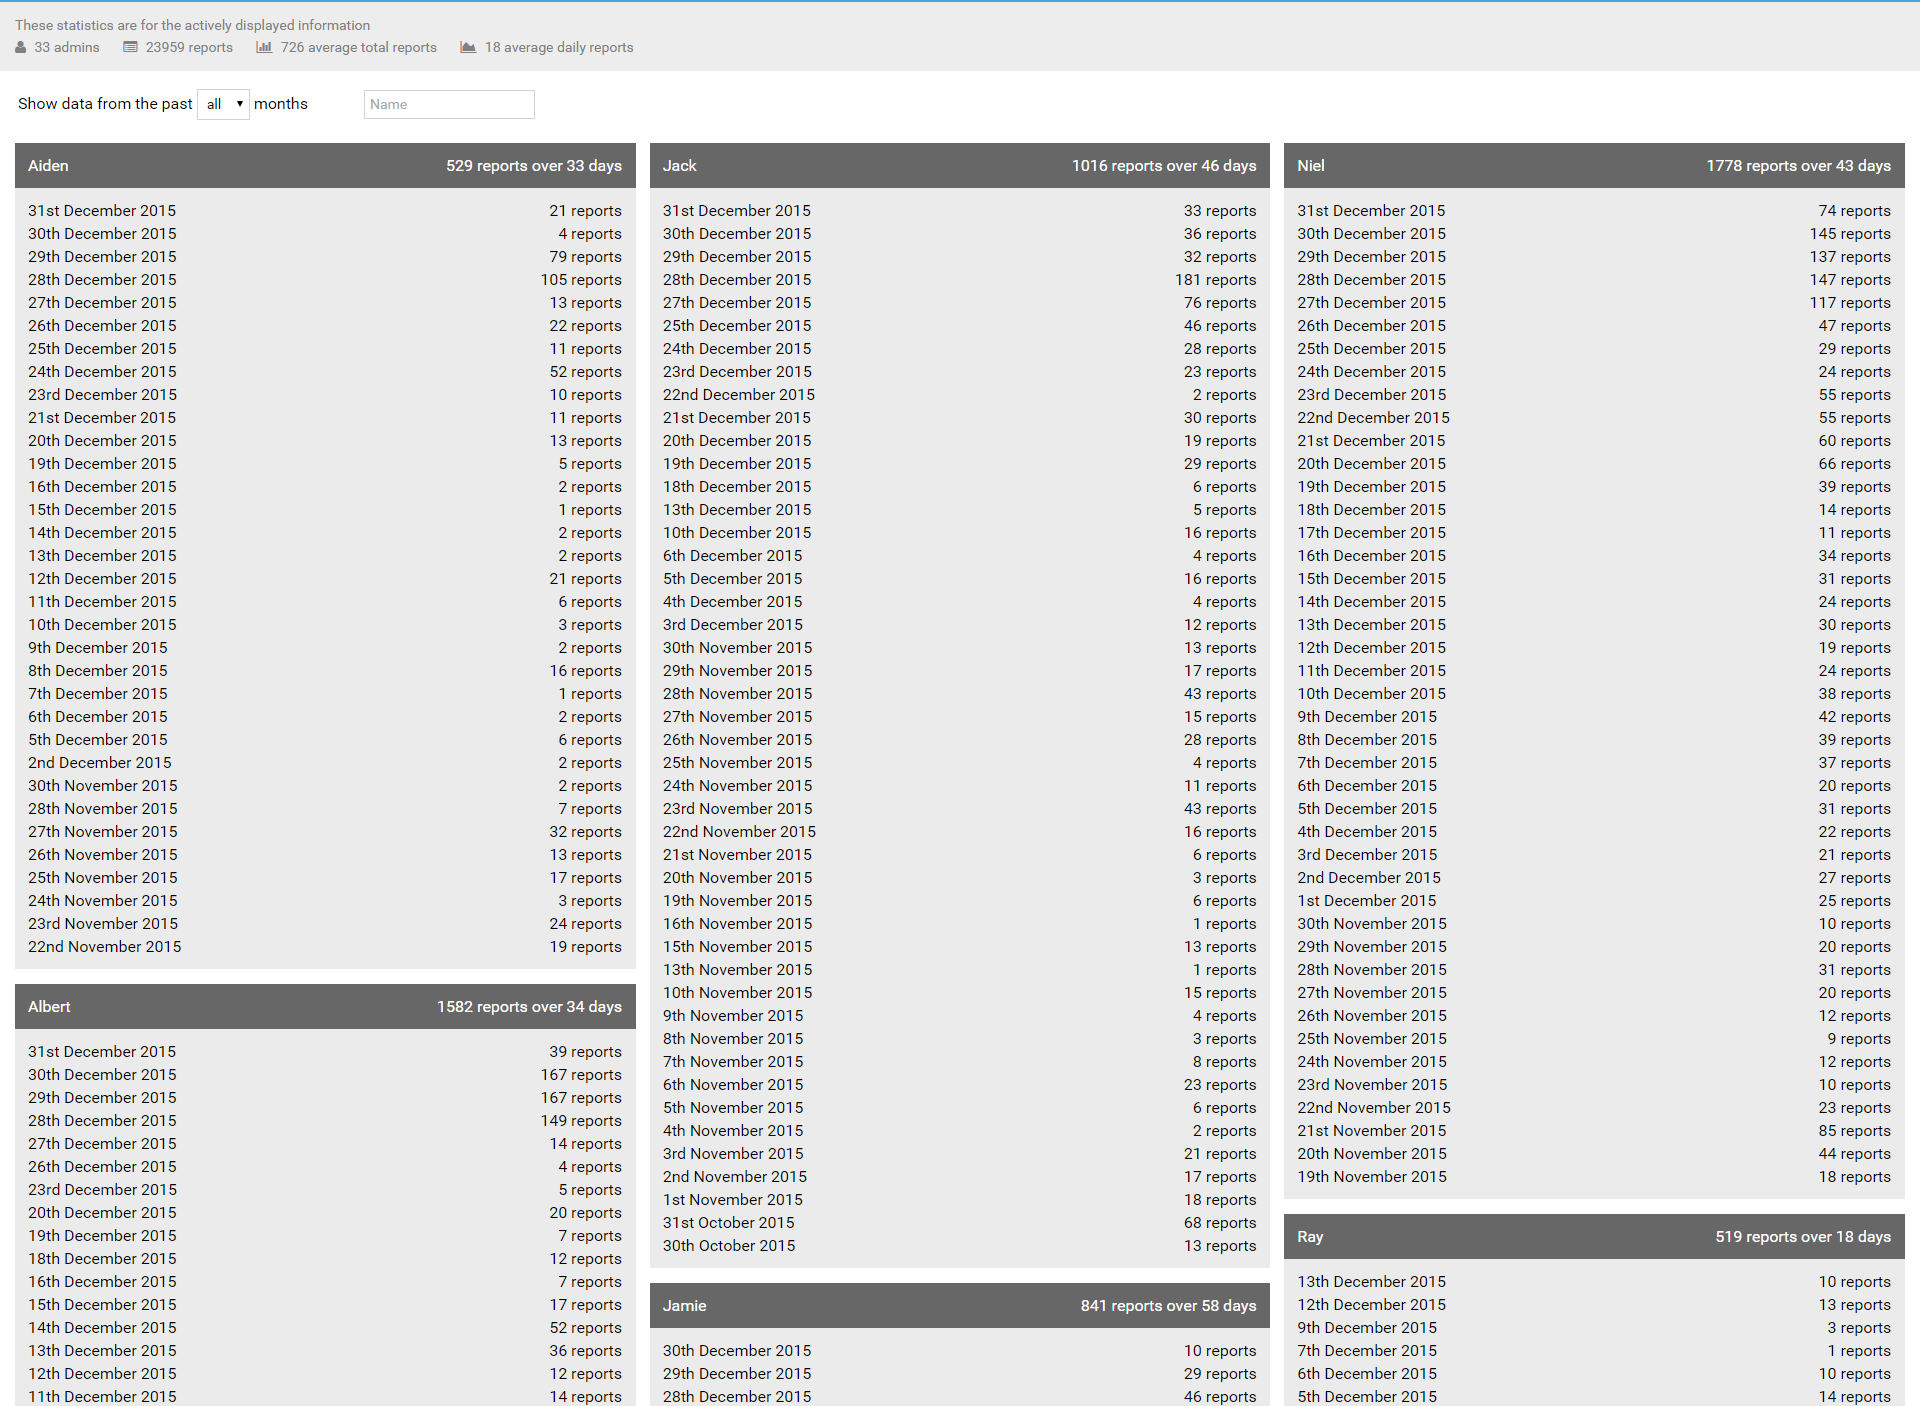 These statistics are for the actively displayed information
33 admins 23959 reports 726 average total reports 18 average daily reports
Show data from the past all months Name
Aiden 529 reports over 33 days
31st December 2015 21 reports
30th December 2015 4 reports
29th December 2015 79 reports
28th December 2015 105 reports
27th December 2015 13 reports
26th December 2015 22 reports
25th December 2015 11 reports
24th December 2015 52 reports
23rd December 2015 10 reports
21st December 2015 11 reports
20th December 2015 13 reports
19th December 2015 5 reports
16th December 2015 2 reports
15th December 2015 1 reports
14th December 2015 2 reports
13th December 2015 2 reports
12th December 2015 21 reports
11th December 2015 6 reports
10th December 2015 3 reports
9th December 2015 2 reports
8th December 2015 16 reports
7th December 2015 1 reports
6th December 2015 2 reports
5th December 2015 6 reports
2nd December 2015 2 reports
30th November 2015 2 reports
28th November 2015 7 reports
27th November 2015 32 reports
26th November 2015 13 reports
25th November 2015 17 reports
24th November 2015 3 reports
23rd November 2015 24 reports
22nd November 2015 19 reports
Albert 1582 reports over 34 days
31st December 2015 39 reports
30th December 2015 167 reports
29th December 2015 167 reports
28th December 2015 149 reports
27th December 2015 14 reports
26th December 2015 4 reports
23rd December 2015 5 reports
20th December 2015 20 reports
19th December 2015 7 reports
18th December 2015 12 reports
16th December 2015 7 reports
15th December 2015 17 reports
14th December 2015 52 reports
13th December 2015 36 reports
12th December 2015 12 reports
11th December 2015 14 reports
Jack 1016 reports over 46 days
31st December 2015 33 reports
30th December 2015 36 reports
29th December 2015 32 reports
28th December 2015 181 reports
27th December 2015 76 reports
25th December 2015 46 reports
24th December 2015 28 reports
23rd December 2015 23 reports
22nd December 2015 2 reports
21st December 2015 30 reports
20th December 2015 19 reports
19th December 2015 29 reports
18th December 2015 6 reports
13th December 2015 5 reports
10th December 2015 16 reports
6th December 2015 4 reports
5th December 2015 16 reports
4th December 2015 4 reports
3rd December 2015 12 reports
30th November 2015 13 reports
29th November 2015 17 reports
28th November 2015 43 reports
27th November 2015 15 reports
26th November 2015 28 reports
25th November 2015 4 reports
24th November 2015 11 reports
23rd November 2015 43 reports
22nd November 2015 16 reports
21st November 2015 6 reports
20th November 2015 3 reports
19th November 2015 6 reports
16th November 2015 1 reports
15th November 2015 13 reports
13th November 2015 1 reports
10th November 2015 15 reports
9th November 2015 4 reports
8th November 2015 3 reports
7th November 2015 8 reports
6th November 2015 23 reports
5th November 2015 6 reports
4th November 2015 2 reports
3rd November 2015 21 reports
2nd November 2015 17 reports
1st November 2015 18 reports
31st October 2015 68 reports
30th October 2015 13 reports
Jamie 841 reports over 58 days
30th December 2015 10 reports
29th December 2015 29 reports
28th December 2015 46 reports
Niel 1778 reports over 43 days
31st December 2015 74 reports
30th December 2015 145 reports
29th December 2015 137 reports
28th December 2015 147 reports
27th December 2015 117 reports
26th December 2015 47 reports
25th December 2015 29 reports
24th December 2015 24 reports
23rd December 2015 55 reports
22nd December 2015 55 reports
21st December 2015 60 reports
20th December 2015 66 reports
19th December 2015 39 reports
18th December 2015 14 reports
17th December 2015 11 reports
16th December 2015 34 reports
15th December 2015 31 reports
14th December 2015 24 reports
13th December 2015 30 reports
12th December 2015 19 reports
11th December 2015 24 reports
10th December 2015 38 reports
9th December 2015 42 reports
8th December 2015 39 reports
7th December 2015 37 reports
6th December 2015 20 reports
5th December 2015 31 reports
4th December 2015 22 reports
3rd December 2015 21 reports
2nd December 2015 27 reports
1st December 2015 25 reports
30th November 2015 10 reports
29th November 2015 20 reports
28th November 2015 31 reports
27th November 2015 20 reports
26th November 2015 12 reports
25th November 2015 9 reports
24th November 2015 12 reports
23rd November 2015 10 reports
22nd November 2015 23 reports
21st November 2015 85 reports
20th November 2015 44 reports
19th November 2015 18 reports
Ray 519 reports over 18 days
13th December 2015 10 reports
12th December 2015 13 reports
9th December 2015 3 reports
7th December 2015 1 reports
6th December 2015 10 reports
5th December 2015 14 reports